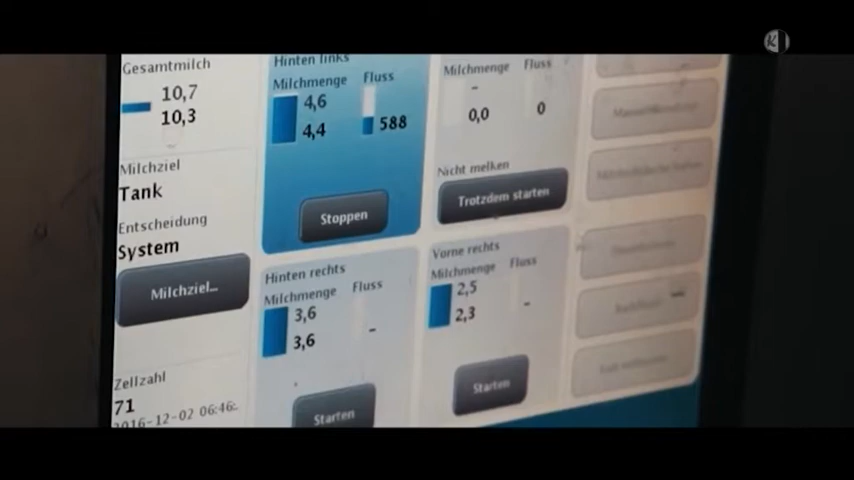 Gesamtmilch
10,7
10,3
Milchziel
Tank
Entscheidung
System
Milchziel...
Zellzahl
71
2016-12-02 06:46:
Hinten links
Milchmenge Fluss
4,6
4,4
588
Stoppen
Milchmenge Fluss
-
0,0
0
Nicht melken
Trotzdem starten
Hinten rechts
Milchmenge Fluss
3,6
3,6
-
Starten
Vorne rechts
Milchmenge Fluss
2,5
2,3
-
Starten